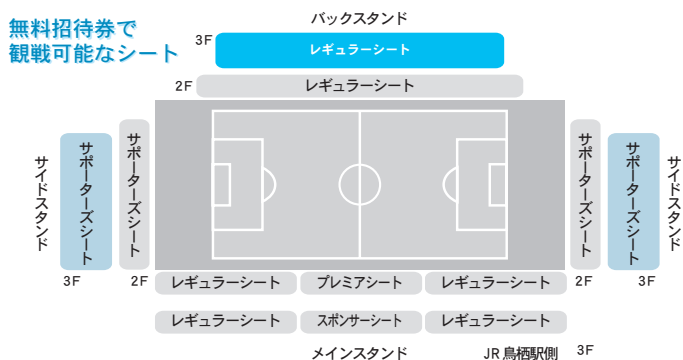 無料招待券で
観戦可能なシート
バックスタンド
3F
レギュラーシート
2F
レギュラーシート
サイドスタンド
サポーターズシート
3F
サポーターズシート
2F
サポーターズシート
2F
サポーターズシート
3F
サイドスタンド
レギュラーシート
プレミアシート
レギュラーシート
レギュラーシート
スポンサーシート
レギュラーシート
メインスタンド
JR 鳥栖駅側
3F